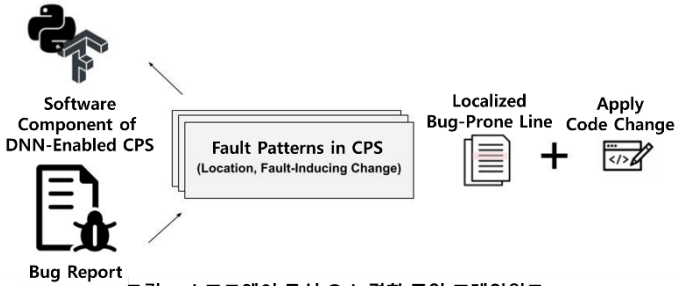 Software
Component of
DNN-Enabled CPS
Bug Report
Fault Patterns in CPS
(Location, Fault-Inducing Change)
Localized
Bug-Prone Line
Apply
Code Change
</>